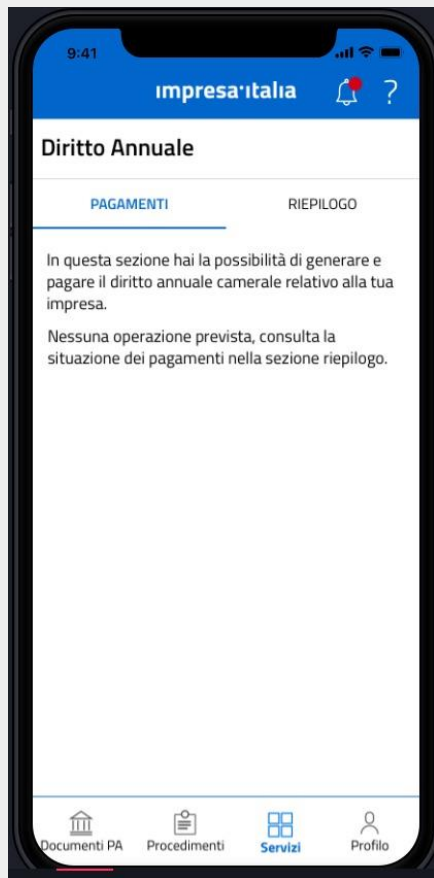 9:41
ımpresa•ıtalıa
?
Diritto Annuale
PAGAMENTI RIEPILOGO
In questa sezione hai la possibilità di generare e
pagare il diritto annuale camerale relativo alla tua
impresa.
Nessuna operazione prevista, consulta la
situazione dei pagamenti nella sezione riepilogo.
Documenti PA Procedimenti Servizi Profilo